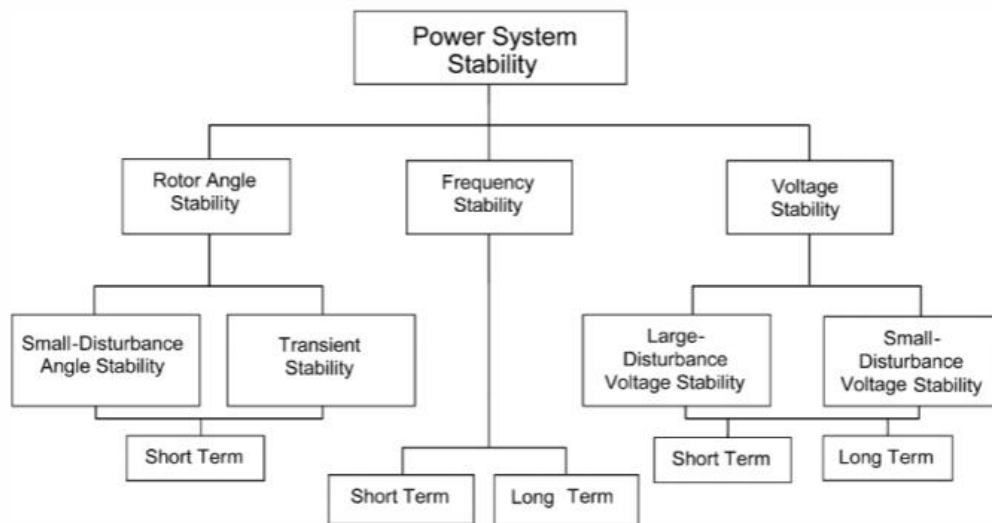 Power System
Stability
Rotor Angle
Stability
Frequency
Stability
Voltage
Stability
Small-Disturbance
Angle Stability
Transient
Stability
Large-
Disturbance
Voltage Stability
Small-
Disturbance
Voltage Stability
Short Term
Short Term
Long Term
Short Term
Long Term